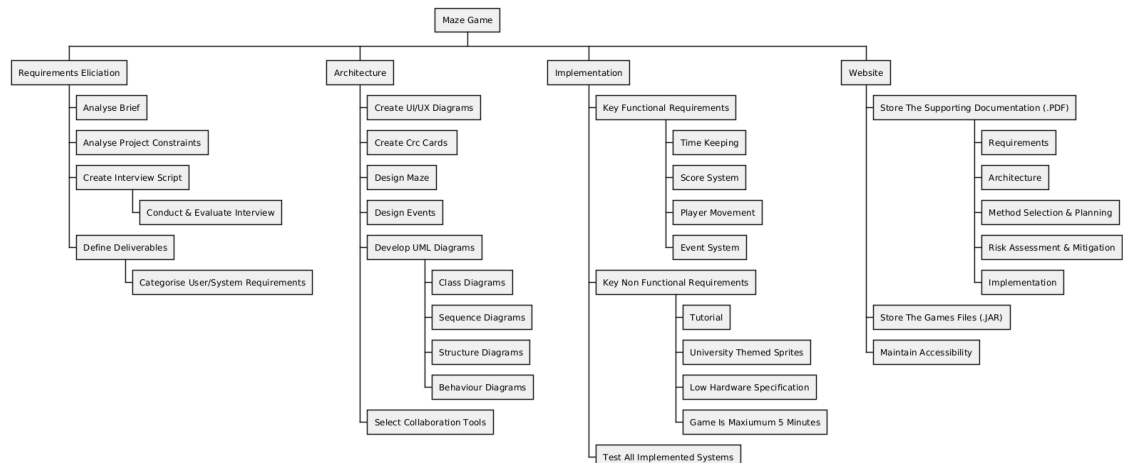 Maze Game
Requirements Eliciation
Analyse Brief
Analyse Project Constraints
Create Interview Script
Conduct & Evaluate Interview
Define Deliverables
Categorise User/System Requirements
Architecture
Create UI/UX Diagrams
Create Crc Cards
Design Maze
Design Events
Develop UML Diagrams
Class Diagrams
Sequence Diagrams
Structure Diagrams
Behaviour Diagrams
Select Collaboration Tools
Implementation
Key Functional Requirements
Time Keeping
Score System
Player Movement
Event System
Key Non Functional Requirements
Tutorial
University Themed Sprites
Low Hardware Specification
Game Is Maxiumum 5 Minutes
Test All Implemented Systems
Website
Store The Supporting Documentation (.PDF)
Requirements
Architecture
Method Selection & Planning
Risk Assessment & Mitigation
Implementation
Store The Games Files (.JAR)
Maintain Accessibility